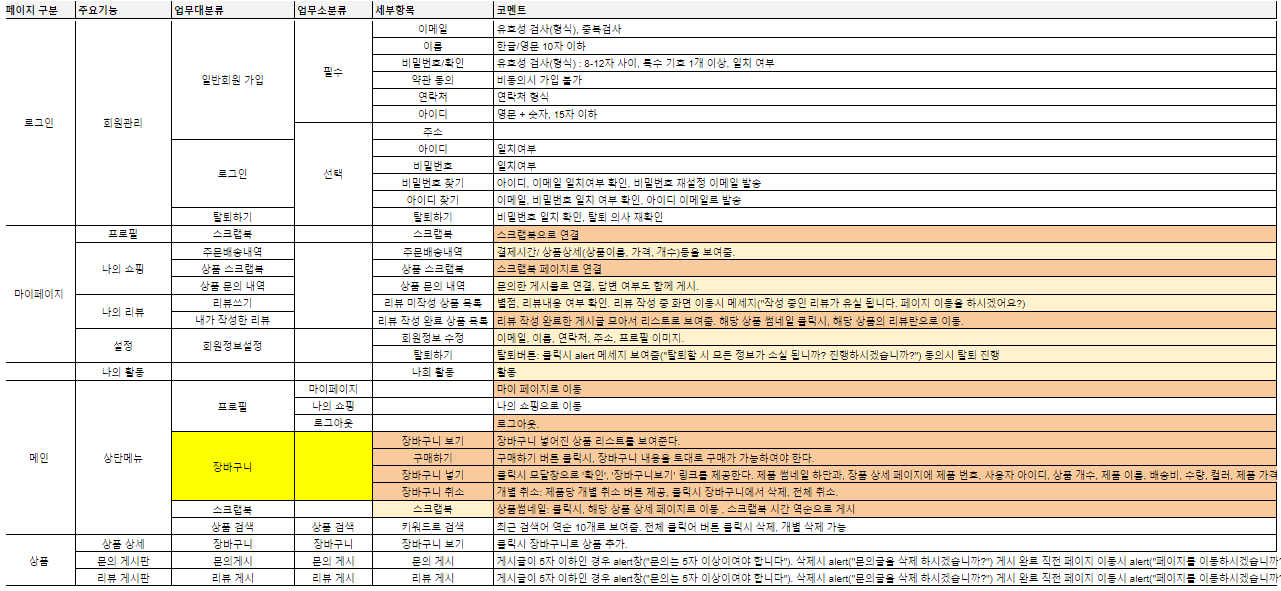 페이지 구분 주요기능 업무대분류 업무소분류 세부항목 코멘트
이메일 유효성 검사(형식), 중복검사
이름 한글/영문 10자 이하
비밀번호/확인 유효성 검사(형식) : 8-12자 사이, 특수 기호 1개 이상, 일치 여부
일반회원 가입 필수
약관 동의 비동의시 가입 불가
연락처 연락처 형식
아이디 영문 + 숫자, 15자 이하
로그인 회원관리
주소
아이디 일치여부
비밀번호 일치여부
로그인 선택
비밀번호 찾기 아이디, 이메일 일치여부 확인, 비밀번호 재설정 이메일 발송
아이디 찾기 이메일, 비밀번호 일치 여부 확인, 아이디 이메일로 발송
탈퇴하기 탈퇴하기 비밀번호 일치 확인, 탈퇴 의사 재확인
프로필 스크랩북 스크랩북 스크랩북으로 연결
주문배송내역 주문배송내역 결제시간/ 상품상세(상품이름, 가격, 개수)등을 보여줌.
나의 쇼핑 상품 스크랩북 상품 스크랩북 스크랩북 페이지로 연결
상품 문의 내역 상품 문의 내역 문의한 게시물로 연결, 답변 여부도 함께 게시.
마이페이지
리뷰쓰기 리뷰 미작성 상품 목록 별점, 리뷰내용 여부 확인. 리뷰 작성 중 화면 이동시 메세지("작성 중인 리뷰가 유실 됩니다. 페이지 이동을 하시겠어요?)
나의 리뷰
내가 작성한 리뷰 리뷰 작성 완료 상품 목록 리뷰 작성 완료한 게시글 모아서 리스트로 보여줌. 해당 상품 썸네일 클릭시, 해당 상품의 리뷰란으로 이동.
회원정보 수정 이메일, 이름, 연락처, 주소, 프로필 이미지.
설정 회원정보설정
탈퇴하기 탈퇴버튼: 클릭시 alert 메세지 보여줌("탈퇴할 시 모든 정보가 소실 됩니까? 진행하시겠습니까?") 동의시 탈퇴 진행
나의 활동 나희 활동 활동
마이페이지 마이 페이지로 이동
프로필 나의 쇼핑 나의 쇼핑으로 이동
로그아웃 로그아웃.
장바구니 보기 장바구니 넣어진 상품 리스트를 보여준다.
메인 상단메뉴
구매하기 구매하기 버튼 클릭시, 장바구니 내용을 토대로 구매가 가능하여야 한다.
장바구니
장바구니 넣기 클릭시 모달창으로 '확인', '장바구니보기' 링크를 제공한다. 제품 썸네일 하단과, 장품 상세 페이지에 제품 번호, 사용자 아이디, 상품 개수, 제품 이름, 배송비, 수량, 컬러, 제품 가격
장바구니 취소 개별 취소: 제품당 개별 취소 버튼 제공, 클릭시 장바구니에서 삭제, 전체 취소.
스크랩북 스크랩북 상품썸네일: 클릭시, 해당 상품 상세 페이지로 이동 , 스크랩북 시간 역순으로 게시
상품 검색 상품 검색 키워드로 검색 최근 검색어 역순 10개로 보여줌. 전체 클릭어 버튼 클릭시 삭제, 개별 삭제 가능
상품 상세 장바구니 장바구니 장바구니 보기 클릭시 장바구니로 상품 추가.
상품 문의 게시판 문의게시 문의 게시 문의 게시 게시글이 5자 이하인 경우 alert창("문의는 5자 이상이여야 합니다"). 삭제시 alert("문의글을 삭제 하시겠습니까?") 게시 완료 직전 페이지 이동시 alert("페이지를 이동하시겠습니까?
리뷰 게시판 리뷰 게시 리뷰 게시 리뷰 게시 게시글이 5자 이하인 경우 alert창("문의는 5자 이상이여야 합니다"). 삭제시 alert("문의글을 삭제 하시겠습니까?") 게시 완료 직전 페이지 이동시 alert("페이지를 이동하시겠습니까?